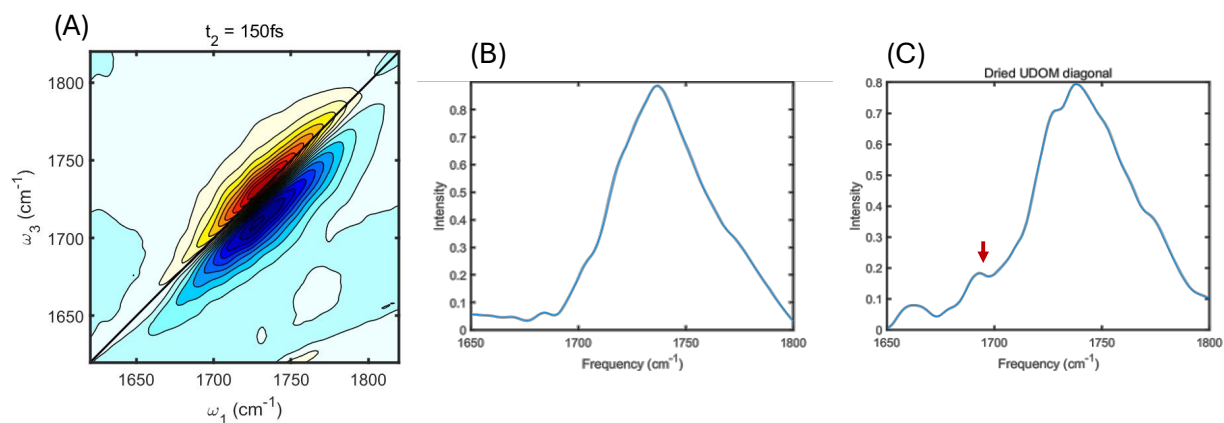 (A)
t2 = 150fs
1800
1750
1700
1650
ω3 (cm-1)
1650 1700 1750 1800
ω1 (cm-1)
(B)
0.8
0.7
0.6
0.5
0.4
0.3
0.2
0.1
0
Intensity
1650 1700 1750 1800
Frequency (cm-1)
(C)
Dried UDOM diagonal
0.8
0.7
0.6
0.5
0.4
0.3
0.2
0.1
0
Intensity
1650 1700 1750 1800
Frequency (cm-1)